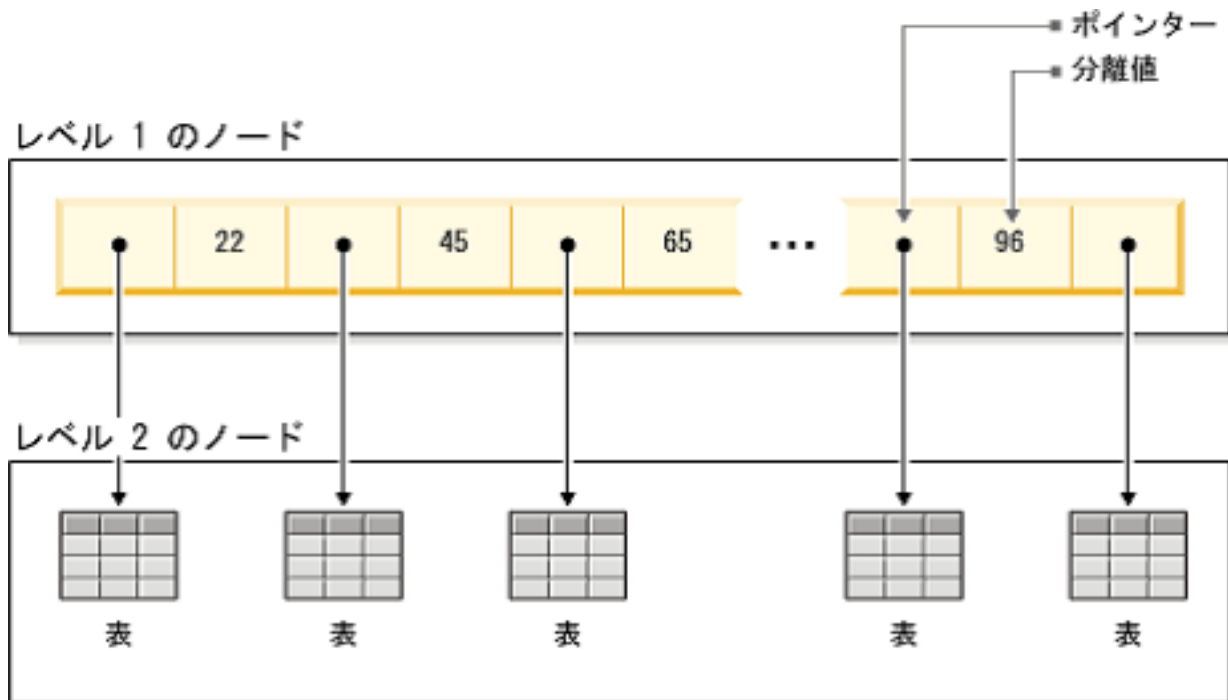 ポインター
分離値
レベル 1 のノード
22 45 65 ... 96
レベル 2 のノード
表 表 表 表 表